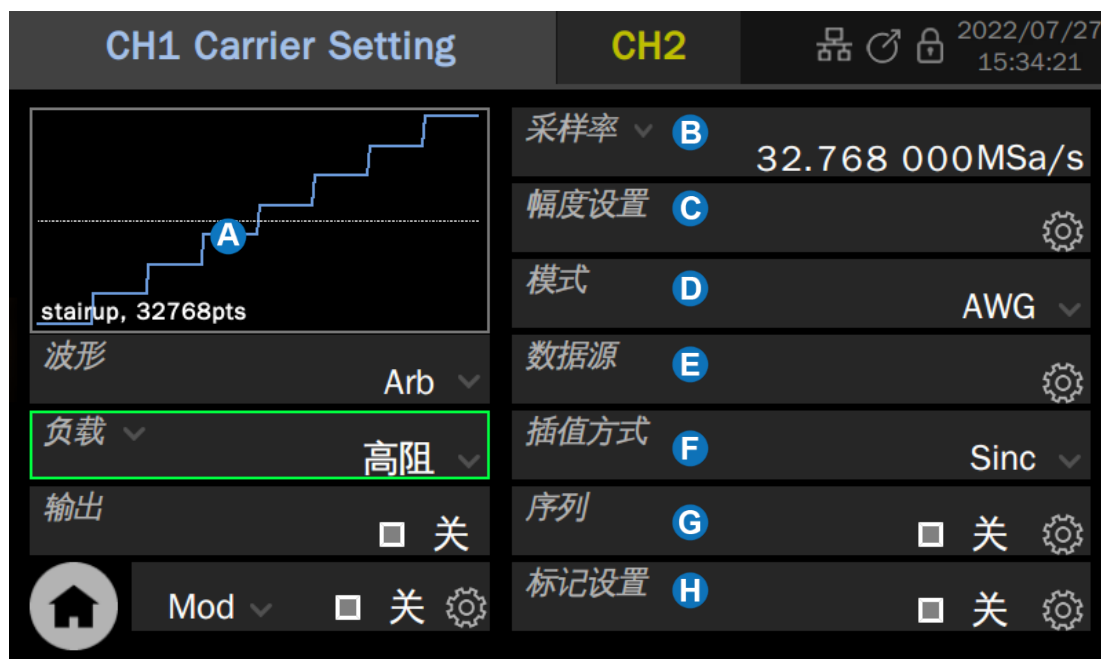 CH1 Carrier Setting
CH2
2022/07/27
15:34:21
A
stairup, 32768pts
波形
Arb
负载
高阻
输出
关
Mod
关
采样率 B
32.768 000MSa/s
幅度设置 C
模式 D
AWG
数据源 E
插值方式 F
Sinc
序列 G
关
标记设置 H
关